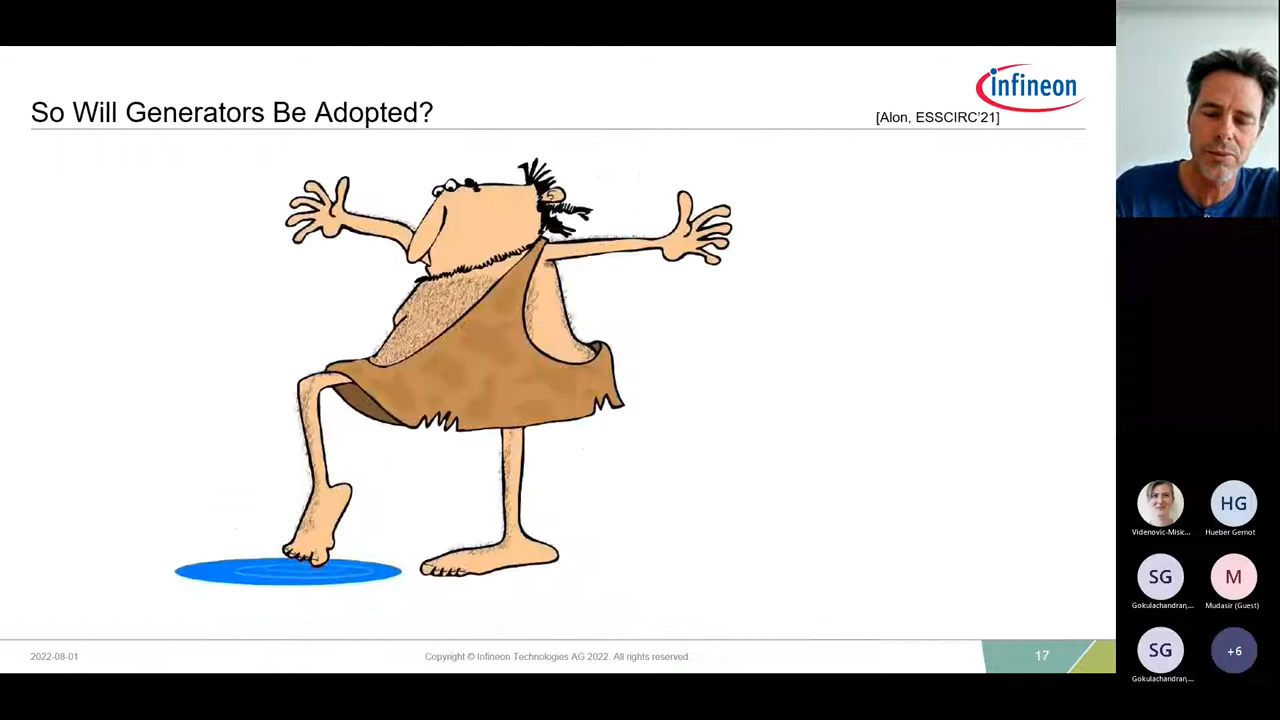 infineon
So Will Generators Be Adopted?
[Alon, ESSCIRC'21]
HG
Videnovic-Misic...
Hueber Gernot
SG
M
Gokulachandran,...
Mudasir (Guest)
SG
+6
Gokulachandran,...
2022-08-01
Copyright © Infineon Technologies AG 2022. All rights reserved.
17